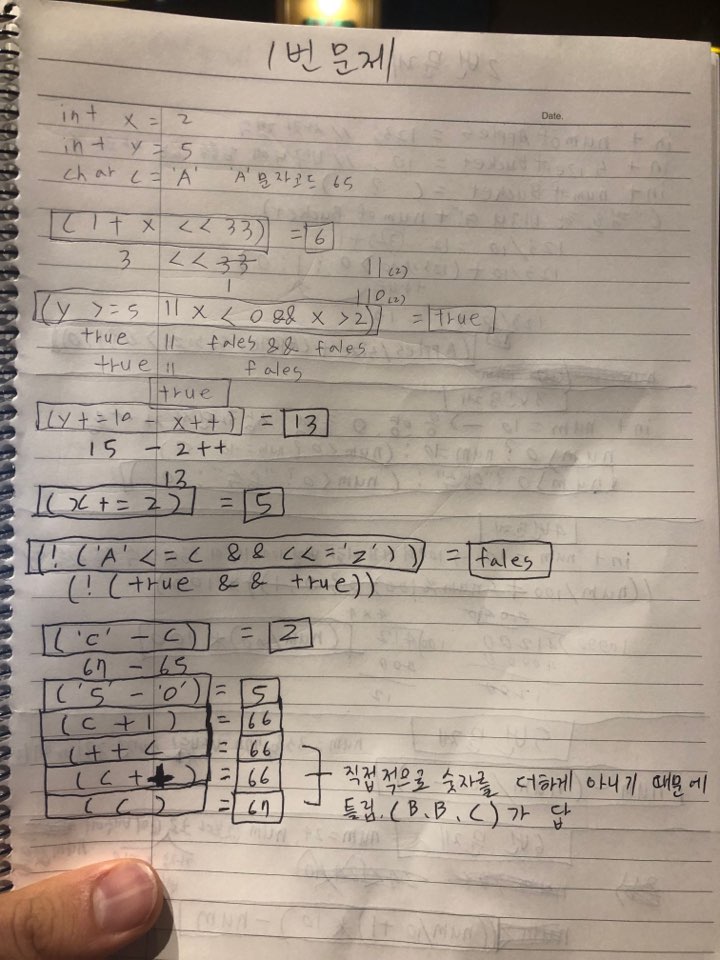 1번문제
Date.
int x = 2
int y = 5
char c = 'A' 'A'문자코드 65
(1 + x << 33) = 6
3 << 33 11(2)
1 110(2)
(y >= 5 || x < 0 && x > 2) = true
true || fales && fales
true || fales
true
(y += 10 - x++) = 13
15 - 2++
13
(x += 2) = 5
(! ('A' <= c && c <= 'z')) = fales
(! (true && true))
('c' - c) = 2
67 - 65
('5' - '0') = 5
(c + 1) = 66
(++c = 66
(c++) = 66
(c) = 67
직접적으로 숫자를 더하게 아니기 때문에
틀림. (B, B, C)가 답